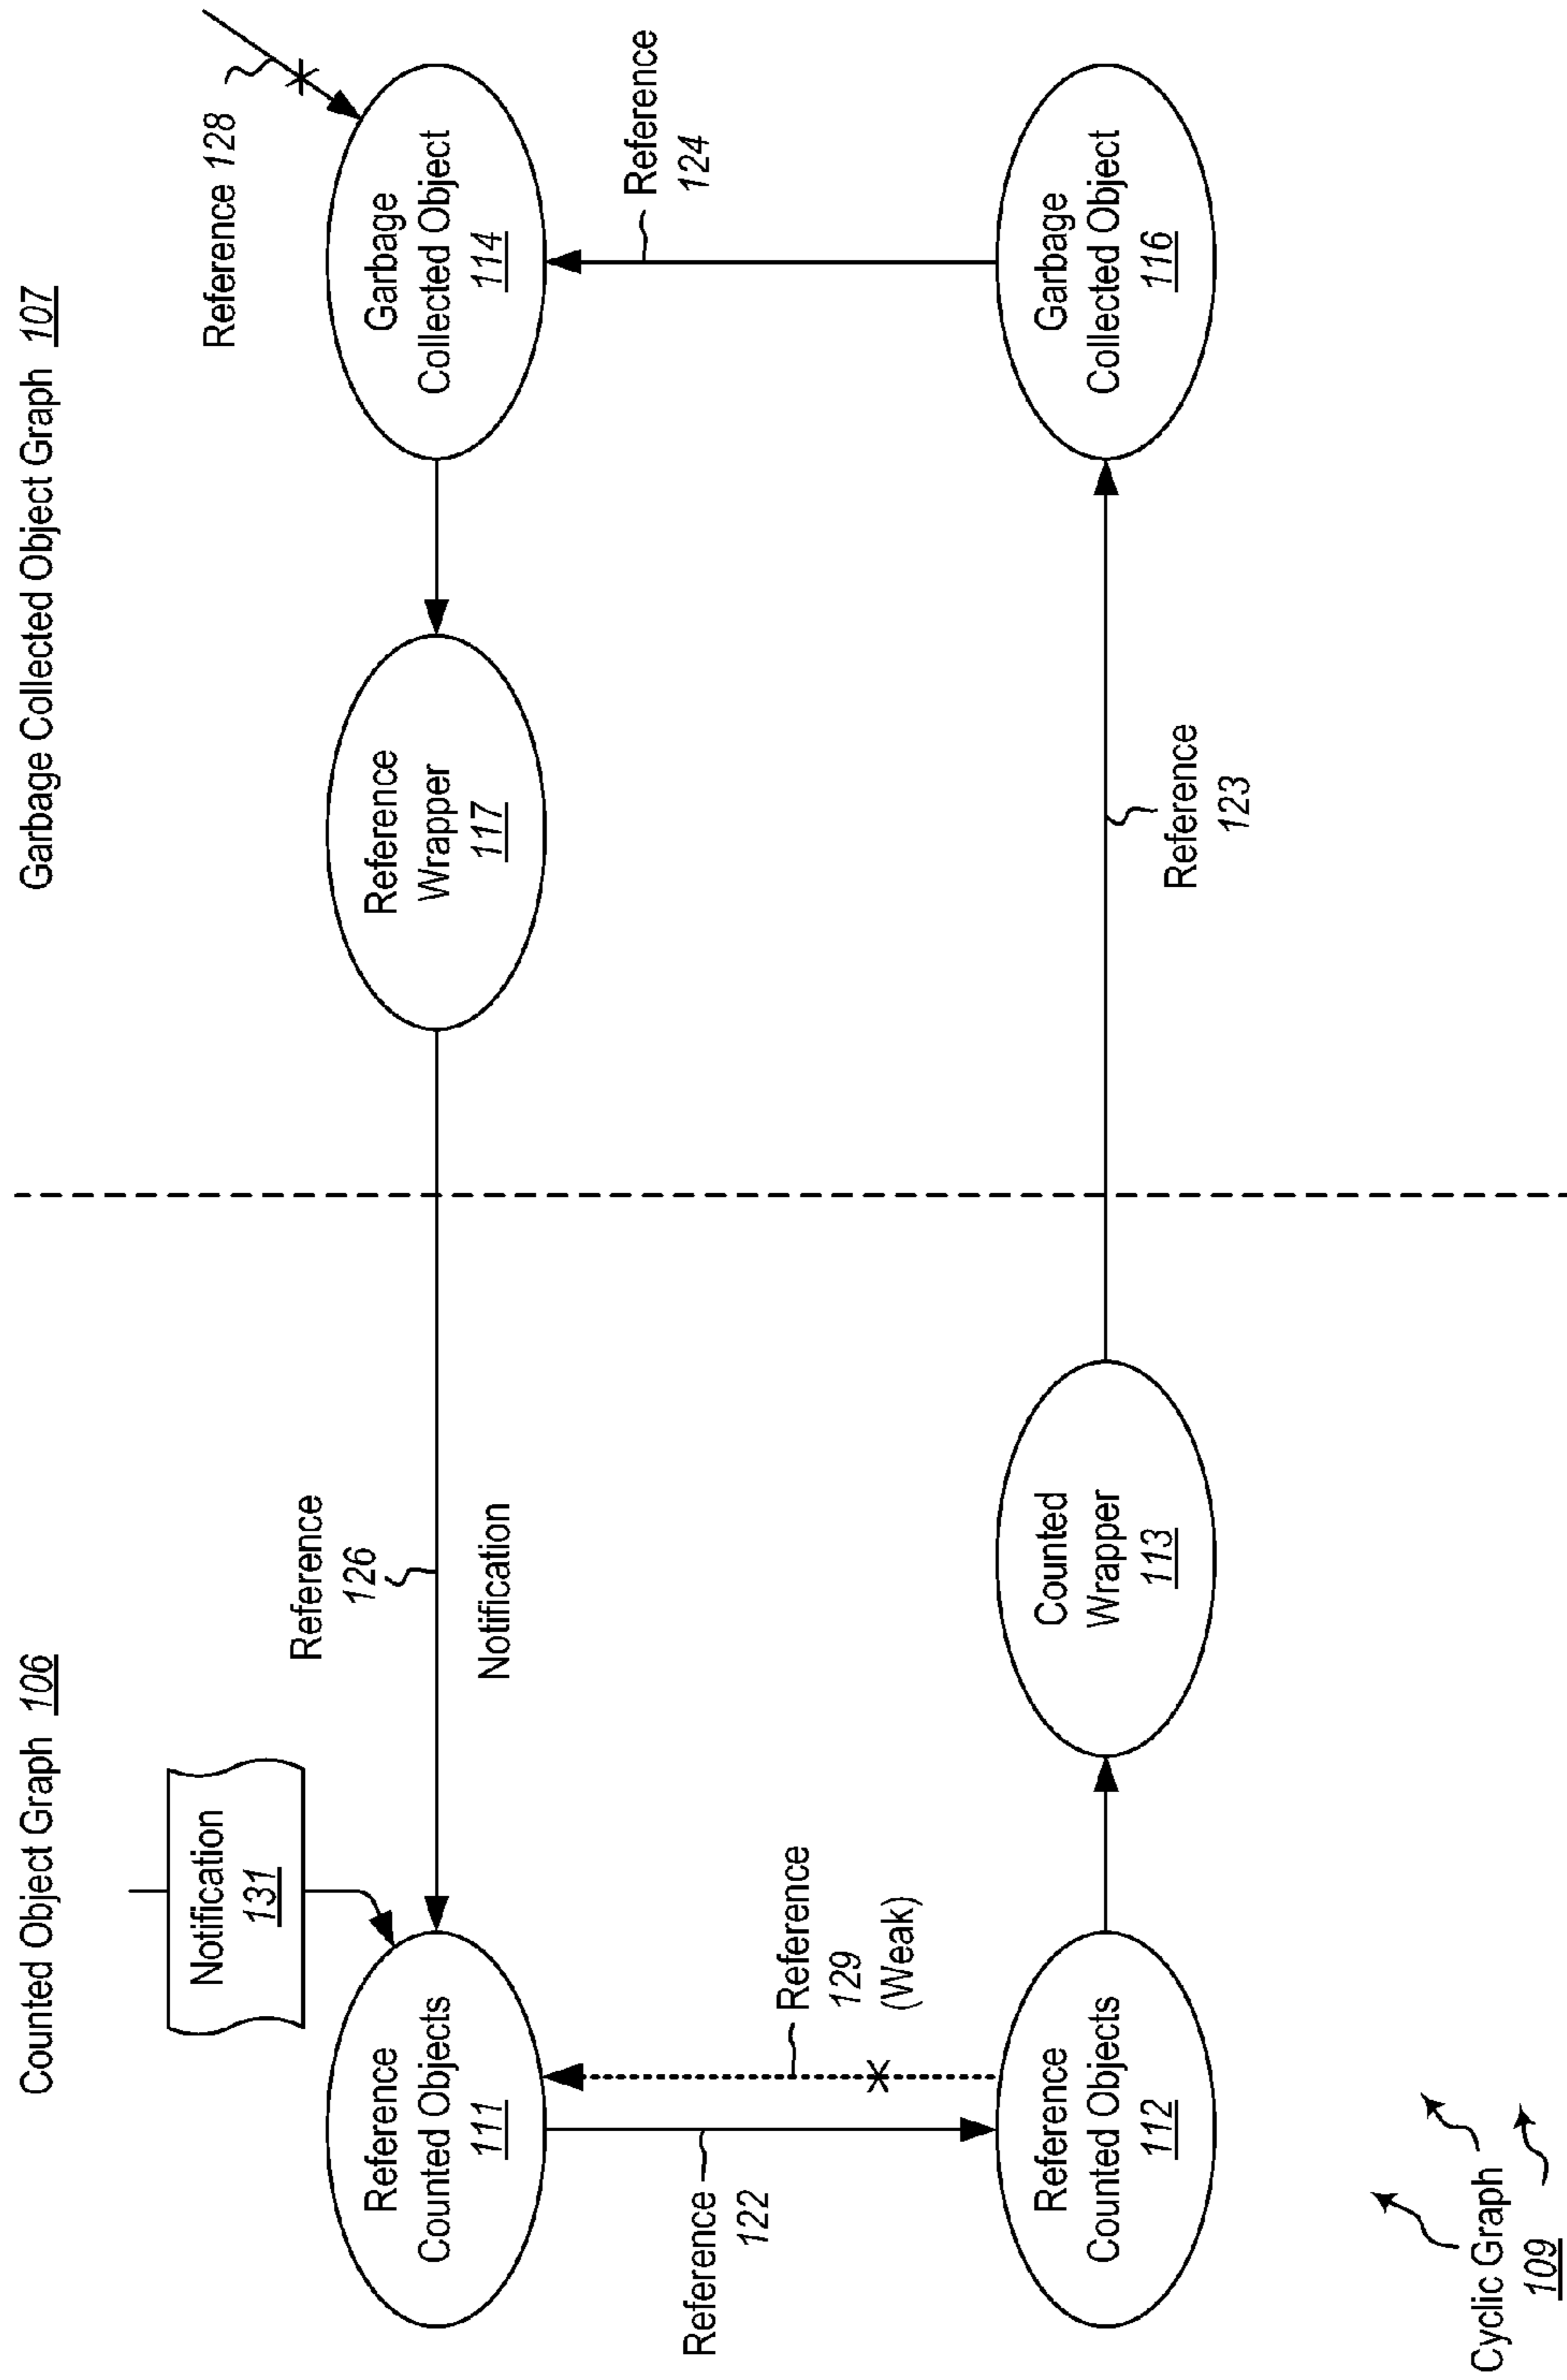 Counted Object Graph 106
Garbage Collected Object Graph 107
Notification
131
Reference 128
Reference
126
Reference
Counted Objects
111
Notification
Reference
Wrapper
117
Garbage
Collected Object
114
Reference
122
Reference
129
(Weak)
Reference
124
Reference
Counted Objects
112
Counted
Wrapper
113
Reference
123
Garbage
Collected Object
116
Cyclic Graph
109